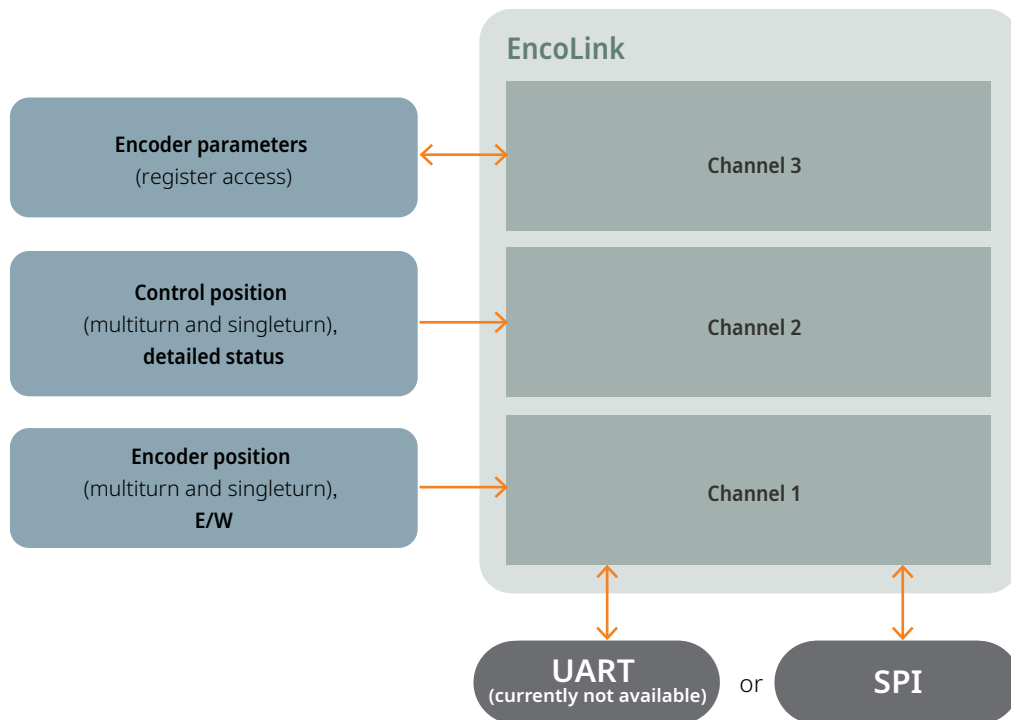 EncoLink
Encoder parameters
(register access)
Channel 3
Control position
(multiturn and singleturn),
detailed status
Channel 2
Encoder position
(multiturn and singleturn),
E/W
Channel 1
UART
(currently not available)
or
SPI